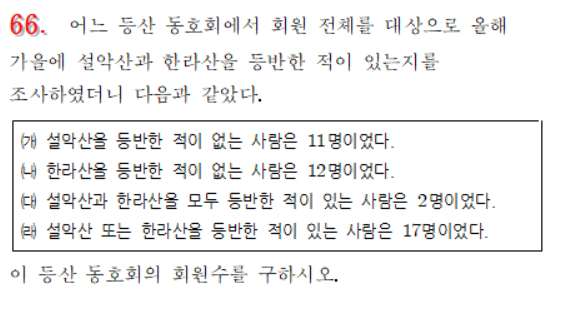 66. 어느 등산 동호회에서 회원 전체를 대상으로 올해
가을에 설악산과 한라산을 등반한 적이 있는지를
조사하였더니 다음과 같았다.
㈎ 설악산을 등반한 적이 없는 사람은 11명이었다.
㈏ 한라산을 등반한 적이 없는 사람은 12명이었다.
㈐ 설악산과 한라산을 모두 등반한 적이 있는 사람은 2명이었다.
㈑ 설악산 또는 한라산을 등반한 적이 있는 사람은 17명이었다.
이 등산 동호회의 회원수를 구하시오.